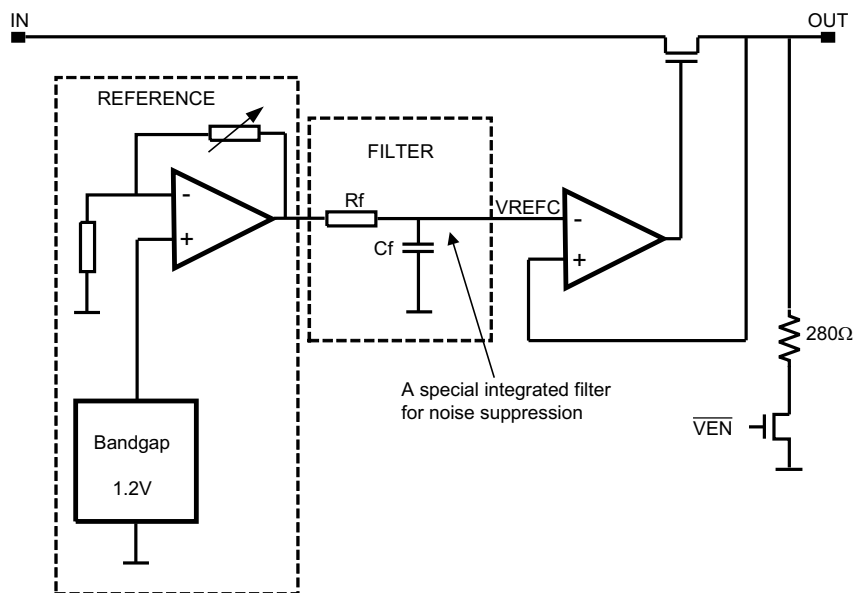 IN
OUT
REFERENCE
FILTER
Rf
VREFC
-
-
+
Cf
+
280Ω
A special integrated filter
for noise suppression
VEN
Bandgap
1.2V